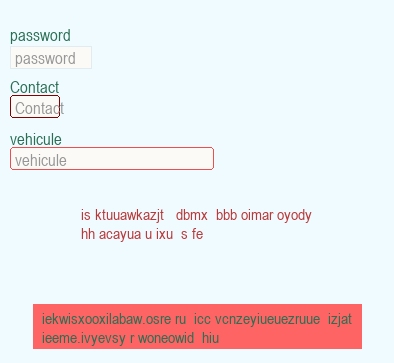 password
password
Contact
Contact
vehicule
vehicule
is ktuuawkazjt dbmx bbb oimar oyody
hh acayua u ixu s fe
iekwisxooxilabaw.osre ru icc vcnzeyiueuezruue izjat
ieeme.ivyevsy r woneowid hiu